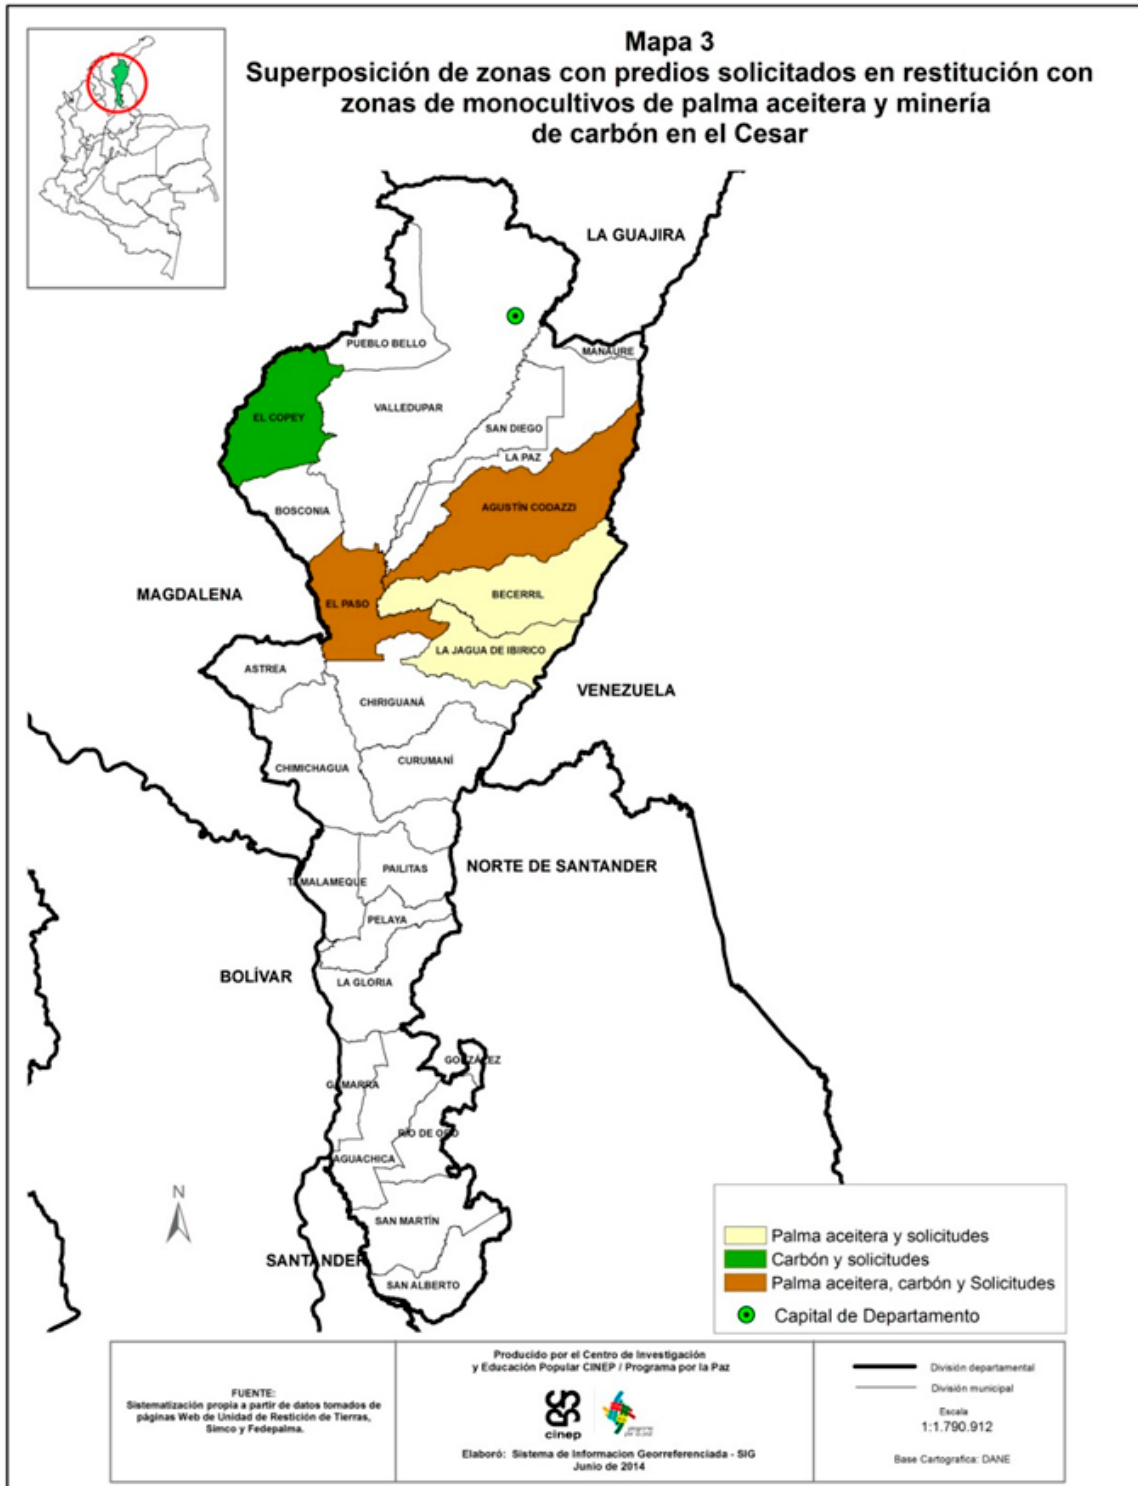 Mapa 3
Superposición de zonas con predios solicitados en restitución con
zonas de monocultivos de palma aceitera y minería
de carbón en el Cesar
LA GUAJIRA
PUEBLO BELLO
MANAURE
VALLEDUPAR
EL COPEY
SAN DIEGO
LA PAZ
AGUSTÍN CODAZZI
BOSCONIA
MAGDALENA
BECERRIL
EL PASO
LA JAGUA DE IBIRICO
ASTREA
VENEZUELA
CHIRIGUANÁ
CURUMANÍ
CHIMICHAGUA
NORTE DE SANTANDER
PAILITAS
TAMALAMEQUE
PELAYA
BOLÍVAR
LA GLORIA
GONZÁLEZ
GAMARRA
RÍO DE ORO
AGUACHICA
N
SAN MARTÍN
SANTANDER
SAN ALBERTO
Palma aceitera y solicitudes
Carbón y solicitudes
Palma aceitera, carbón y Solicitudes
Capital de Departamento
FUENTE:
Sistematización propia a partir de datos tomados de
páginas Web de Unidad de Restición de Tierras,
Simco y Fedepalma.
Producido por el Centro de Investigación
y Educación Popular CINEP / Programa por la Paz
cinep
Elaboró: Sistema de Informacion Georreferenciada - SIG
Junio de 2014
División departamental
División municipal
Escala
1:1.790.912
Base Cartografica: DANE